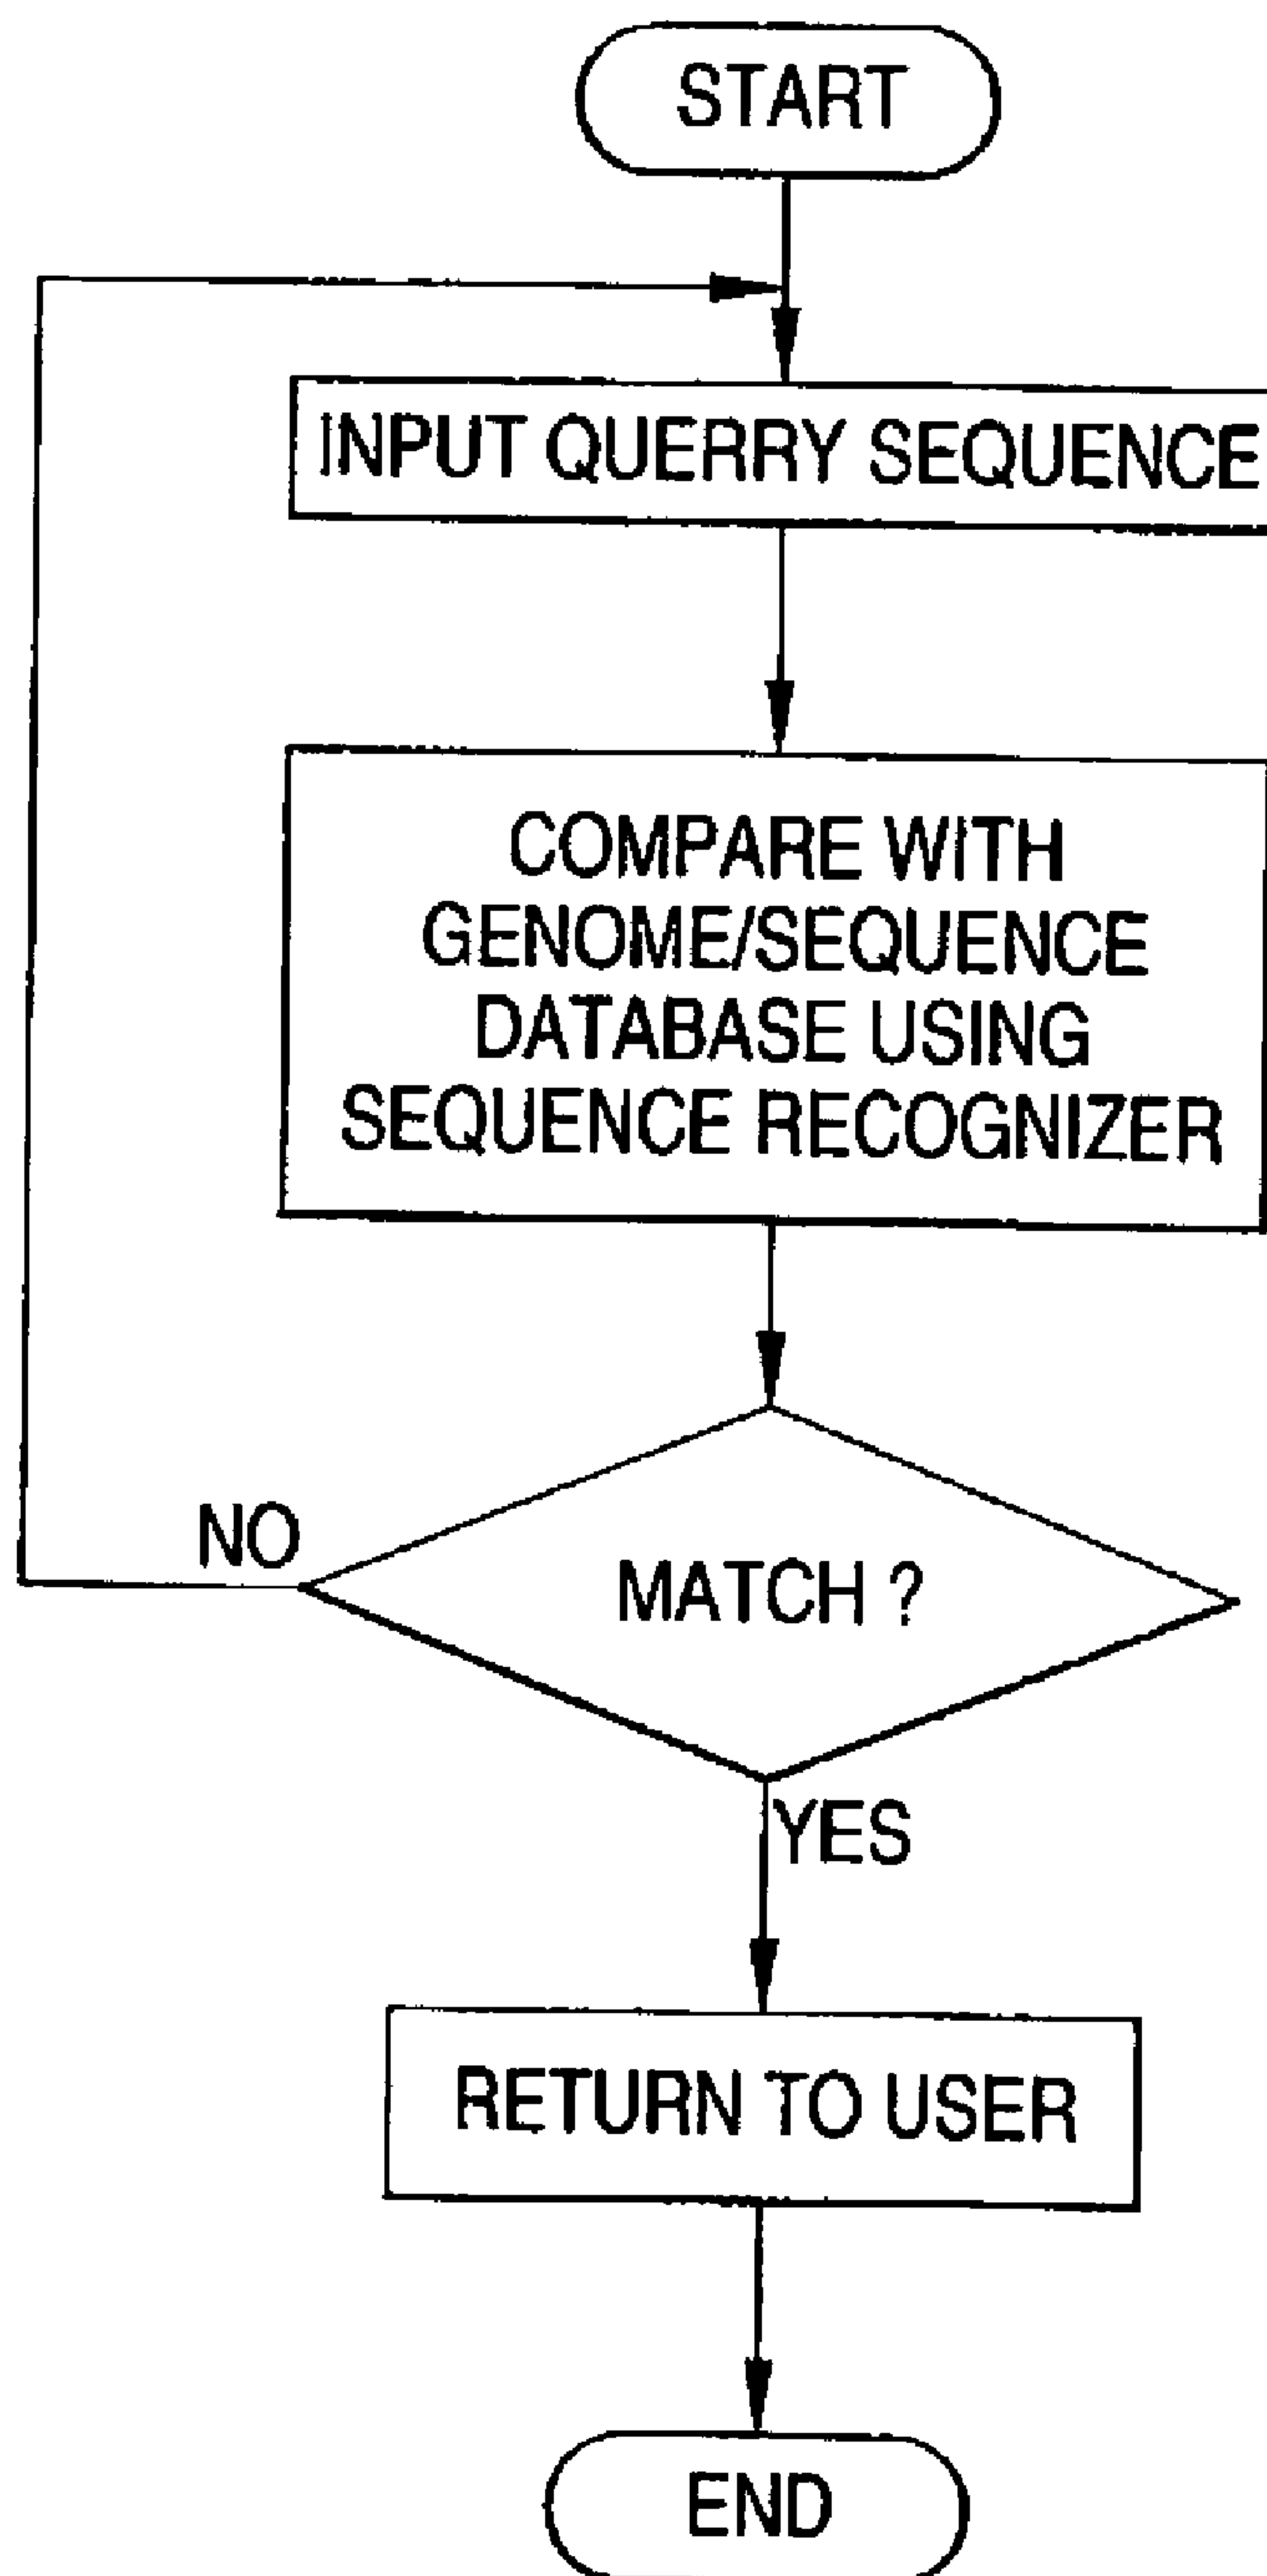 START
INPUT QUERRY SEQUENCE
COMPARE WITH
GENOME/SEQUENCE
DATABASE USING
SEQUENCE RECOGNIZER
NO
MATCH ?
YES
RETURN TO USER
END